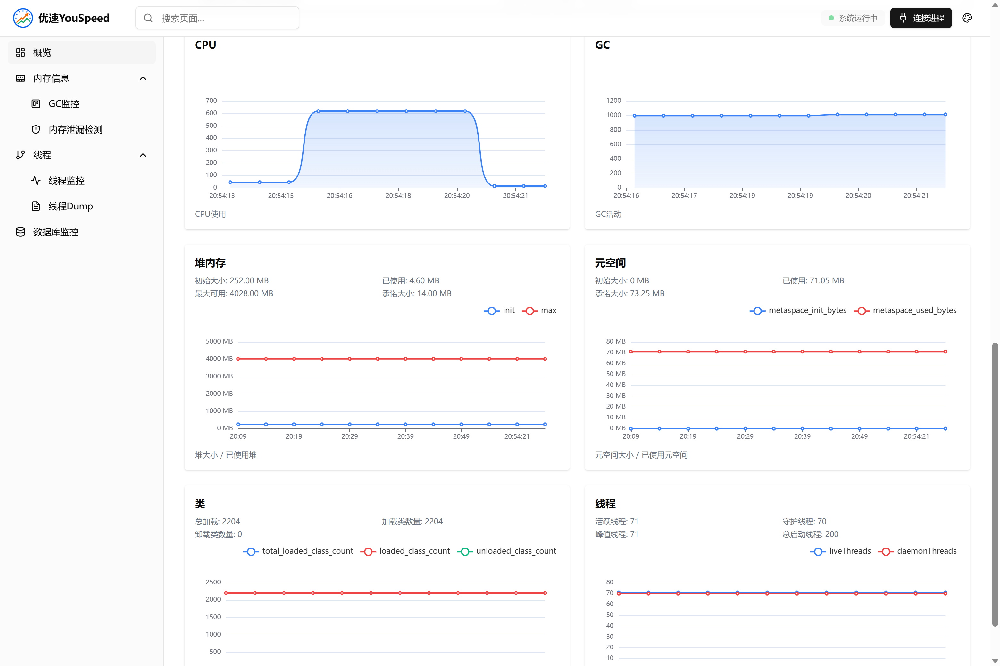 优速YouSpeed
搜索页面...
系统运行中
连接进程
概览
内存信息
GC监控
内存泄漏检测
线程
线程监控
线程Dump
数据库监控
CPU
700
600
500
400
300
200
100
0
20:54:13 20:54:15 20:54:16 20:54:18 20:54:20 20:54:21
CPU使用
GC
1200
1000
800
600
400
200
0
20:54:16 20:54:17 20:54:19 20:54:19 20:54:20 20:54:21
GC活动
堆内存
初始大小: 252.00 MB 已使用: 4.60 MB
最大可用: 4028.00 MB 承诺大小: 14.00 MB
init max
5000 MB
4000 MB
3000 MB
2000 MB
1000 MB
0 MB
20:09 20:19 20:29 20:39 20:49 20:54:21
堆大小 / 已使用堆
元空间
初始大小: 0 MB 已使用: 71.05 MB
承诺大小: 73.25 MB
metaspace_init_bytes metaspace_used_bytes
80 MB
70 MB
60 MB
50 MB
40 MB
30 MB
20 MB
10 MB
0 MB
20:09 20:19 20:29 20:39 20:49 20:54:21
元空间大小 / 已使用元空间
类
总加载: 2204 加载类数量: 2204
卸载类数量: 0
total_loaded_class_count loaded_class_count unloaded_class_count
2500
2000
1500
1000
500
线程
活跃线程: 71 守护线程: 70
峰值线程: 71 总启动线程: 200
liveThreads daemonThreads
80
70
60
50
40
30
20
10